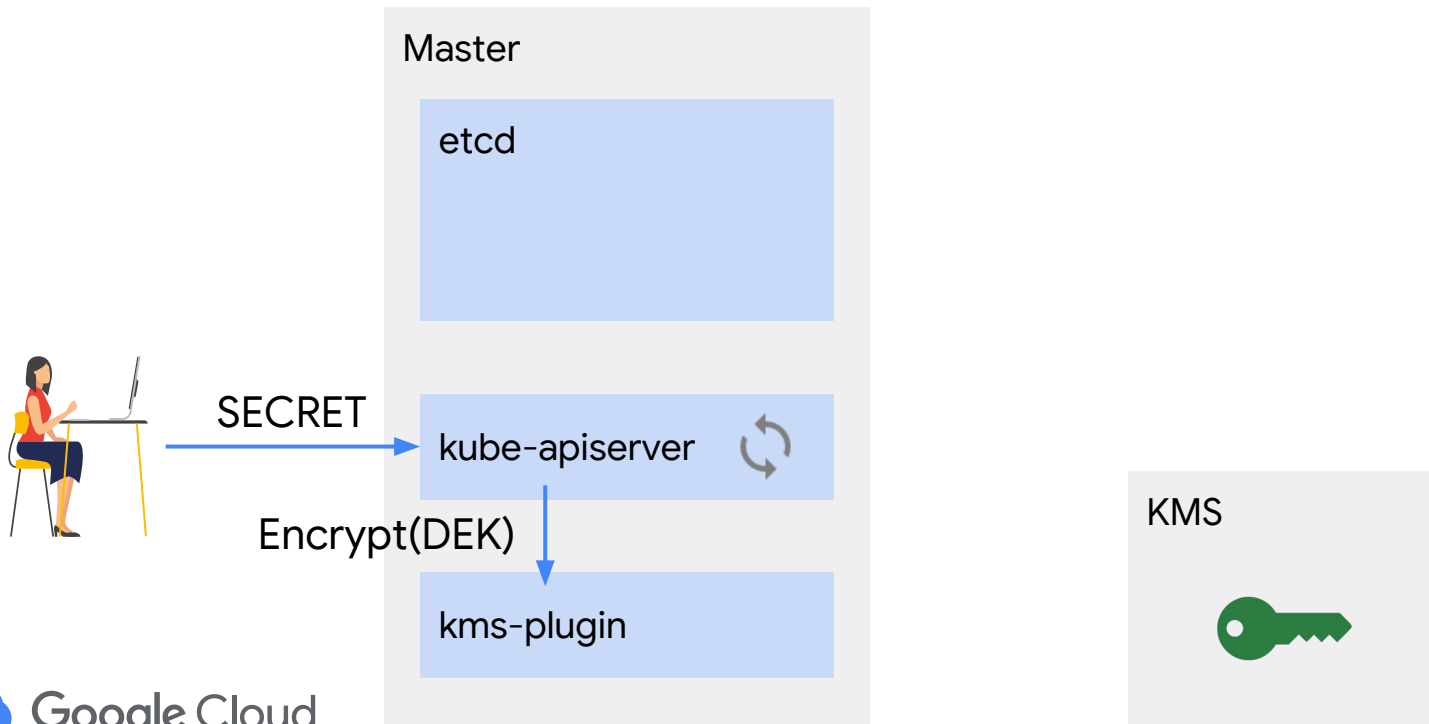 Master
etcd
SECRET
kube-apiserver
Encrypt(DEK)
kms-plugin
KMS
Google Cloud